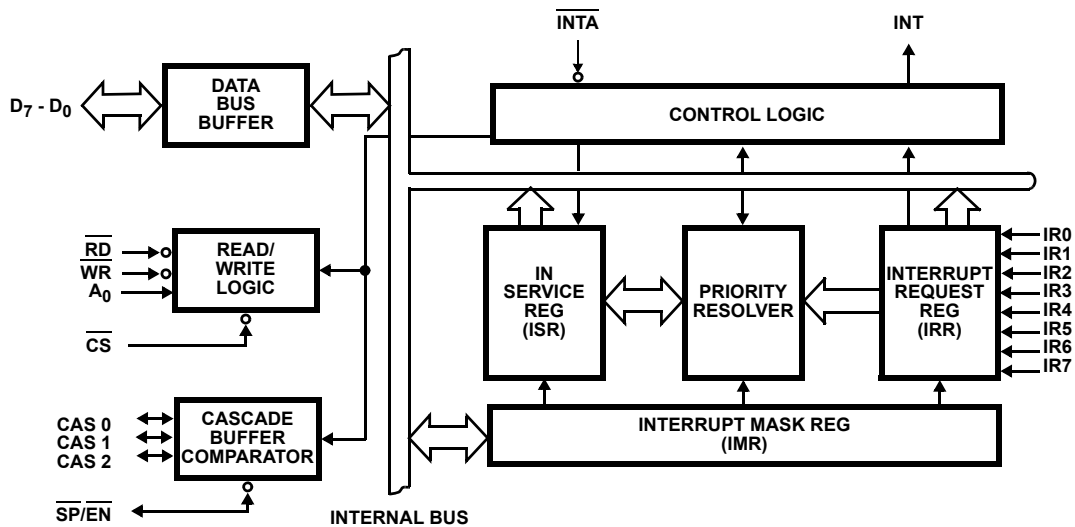 INTA
INT
D7 - D0
DATA
BUS
BUFFER
CONTROL LOGIC
RD
WR
A0
CS
READ/
WRITE
LOGIC
IN
SERVICE
REG
(ISR)
PRIORITY
RESOLVER
INTERRUPT
REQUEST
REG
(IRR)
IR0
IR1
IR2
IR3
IR4
IR5
IR6
IR7
CAS 0
CAS 1
CAS 2
CASCADE
BUFFER
COMPARATOR
INTERRUPT MASK REG
(IMR)
SP/EN
INTERNAL BUS